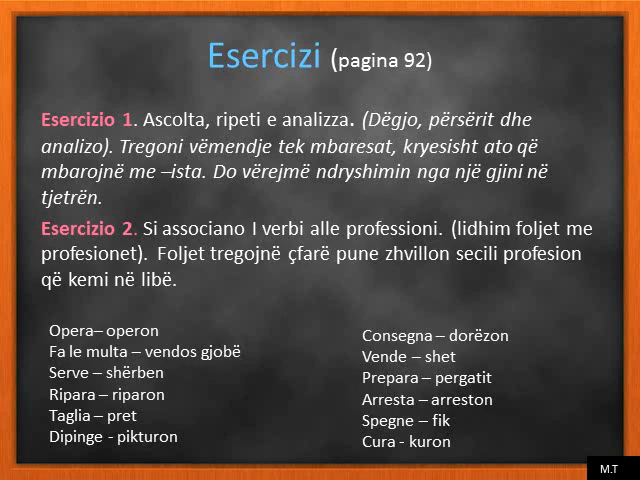 Esercizi (pagina 92)
Esercizio 1. Ascolta, ripeti e analizza. (Dëgjo, përsërit dhe
analizo). Tregoni vëmendje tek mbaresat, kryesisht ato që
mbarojnë me –ista. Do vërejmë ndryshimin nga një gjini në
tjetrën.
Esercizio 2. Si associano I verbi alle professioni. (lidhim foljet me
profesionet). Foljet tregojnë çfarë pune zhvillon secili profesion
që kemi në libë.
Opera– operon
Fa le multa – vendos gjobë
Serve – shërben
Ripara – riparon
Taglia – pret
Dipinge - pikturon
Consegna – dorëzon
Vende – shet
Prepara – pergatit
Arresta – arreston
Spegne – fik
Cura - kuron
M.T